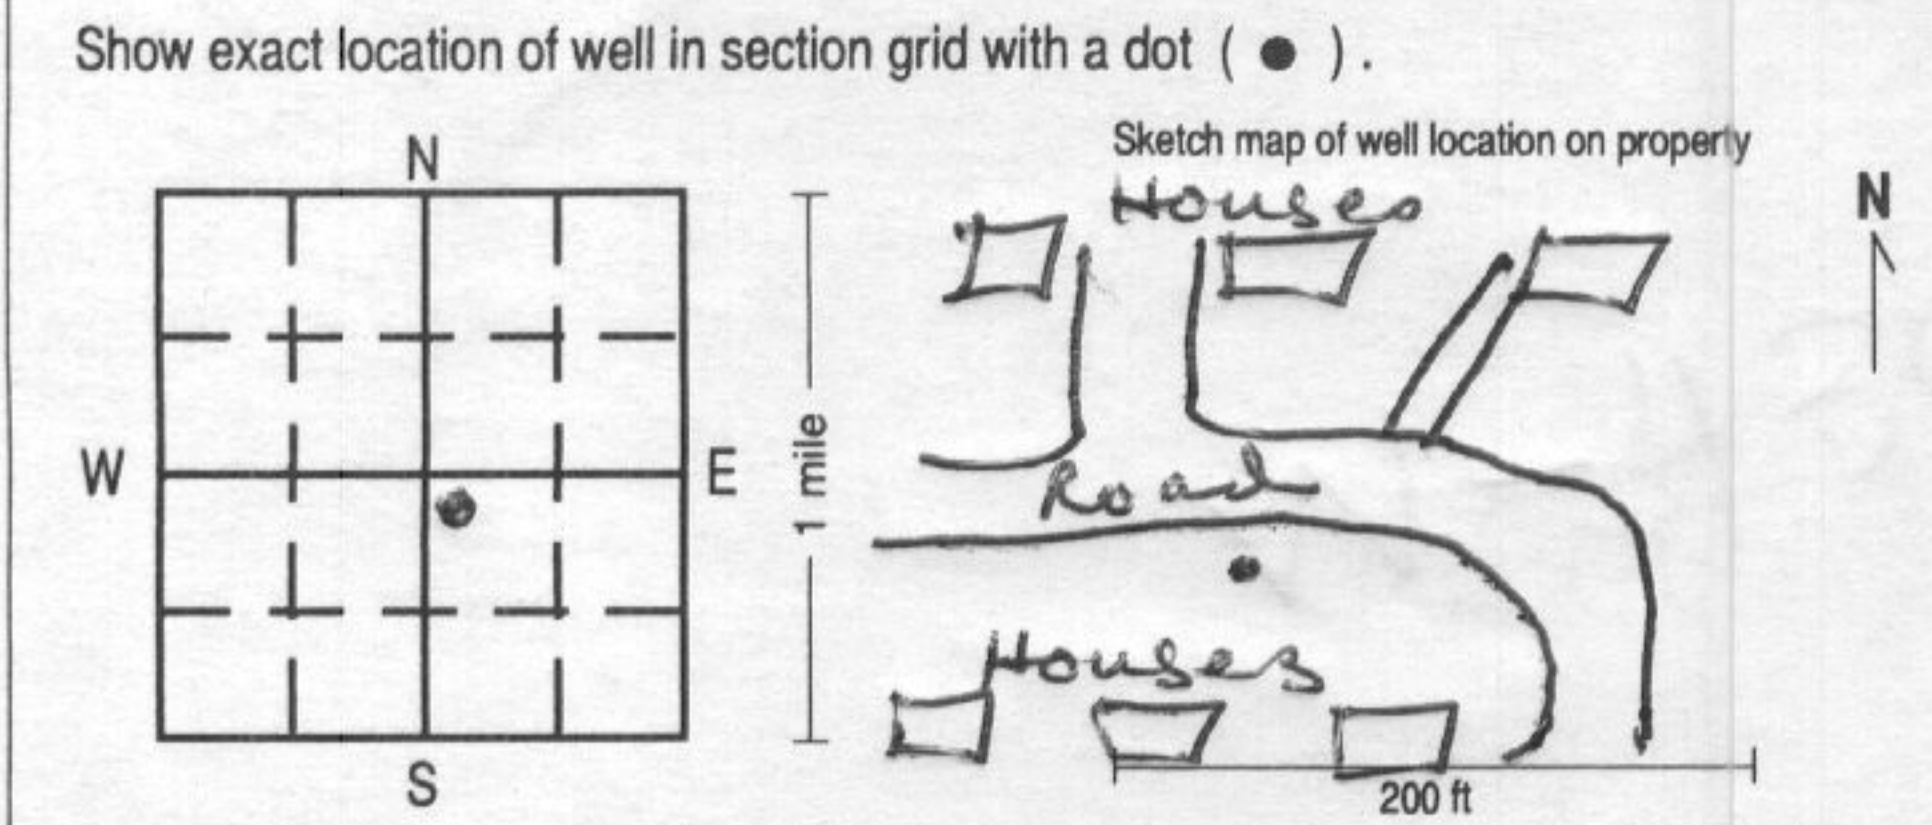 Show exact location of well in section grid with a dot ( ● ) .
Sketch map of well location on property
N
N
Houses
W
E
1 mile
Road
Houses
S
200 ft